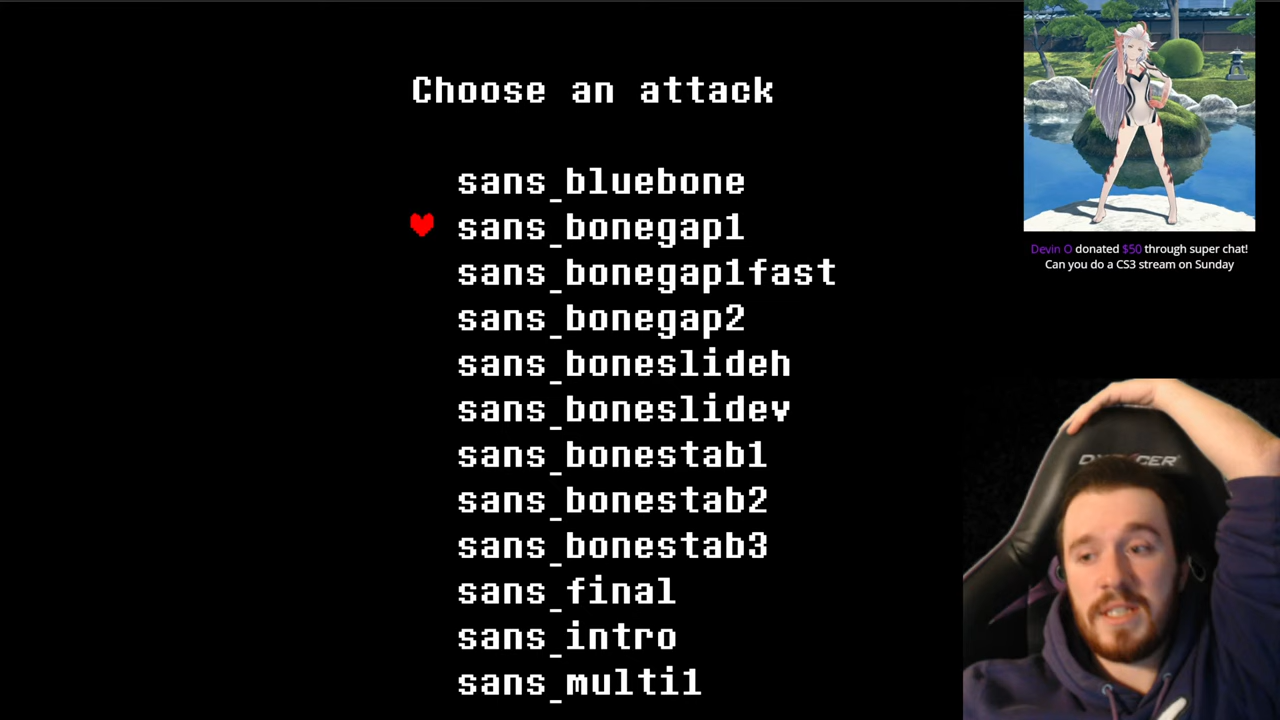 Choose an attack
sans_bluebone
sans_bonegap1
sans_bonegap1fast
sans_bonegap2
sans_boneslideh
sans_boneslidev
sans_bonestab1
sans_bonestab2
sans_bonestab3
sans_final
sans_intro
sans_multi1
Devin O donated $50 through super chat!
Can you do a CS3 stream on Sunday